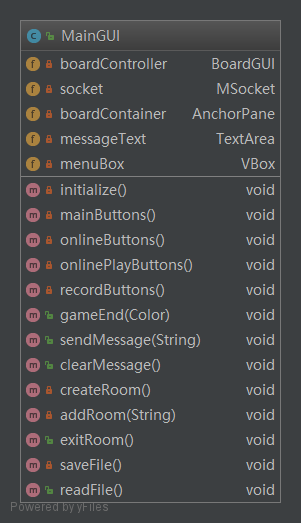 C MainGUI
f boardController BoardGUI
f socket MSocket
f boardContainer AnchorPane
f messageText TextArea
f menuBox VBox
m initialize() void
m mainButtons() void
m onlineButtons() void
m onlinePlayButtons() void
m recordButtons() void
m gameEnd(Color) void
m sendMessage(String) void
m clearMessage() void
m createRoom() void
m addRoom(String) void
m exitRoom() void
m saveFile() void
m readFile() void
Powered by yFiles